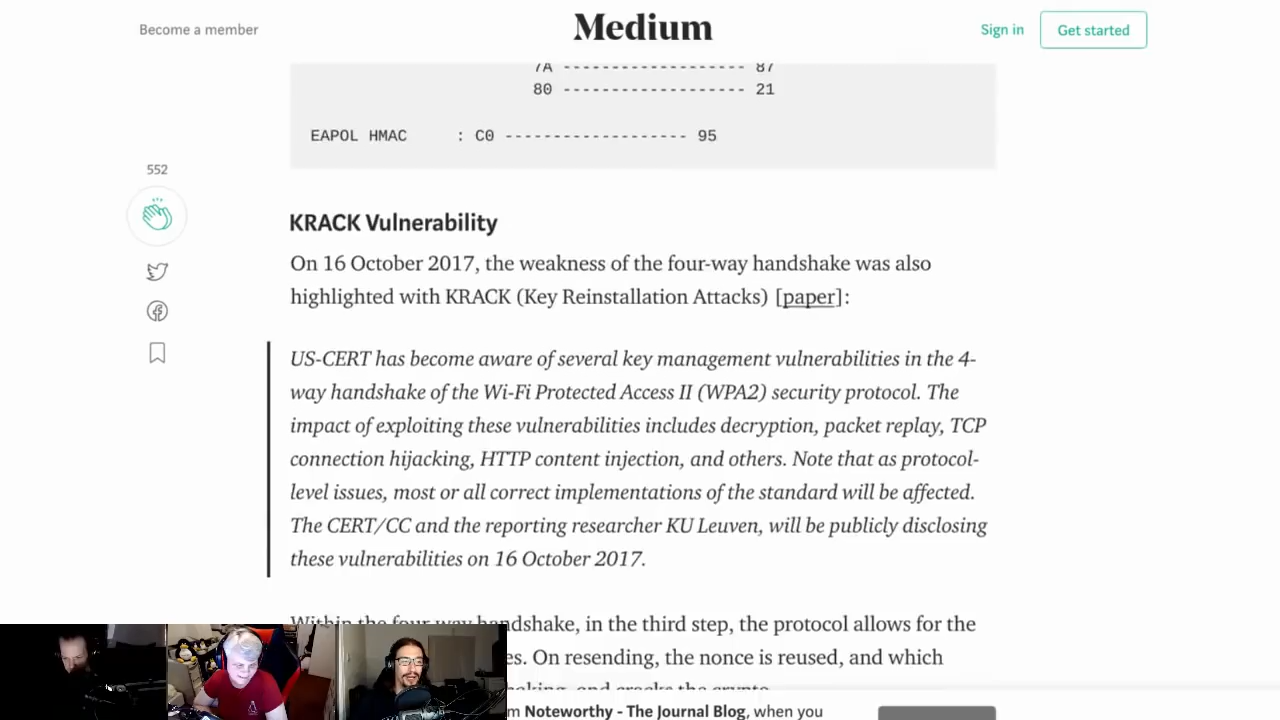 Become a member
Medium
Sign in
Get started
7A ------------------- 87
80 ------------------- 21
EAPOL HMAC : C0 ------------------- 95
552
KRACK Vulnerability
On 16 October 2017, the weakness of the four-way handshake was also
highlighted with KRACK (Key Reinstallation Attacks) [paper]:
US-CERT has become aware of several key management vulnerabilities in the 4-
way handshake of the Wi-Fi Protected Access II (WPA2) security protocol. The
impact of exploiting these vulnerabilities includes decryption, packet replay, TCP
connection hijacking, HTTP content injection, and others. Note that as protocol-
level issues, most or all correct implementations of the standard will be affected.
The CERT/CC and the reporting researcher KU Leuven, will be publicly disclosing
these vulnerabilities on 16 October 2017.
Within the four-way handshake, in the third step, the protocol allows for the
es. On resending, the nonce is reused, and which
and cracks the crypto
m Noteworthy - The Journal Blog, when you